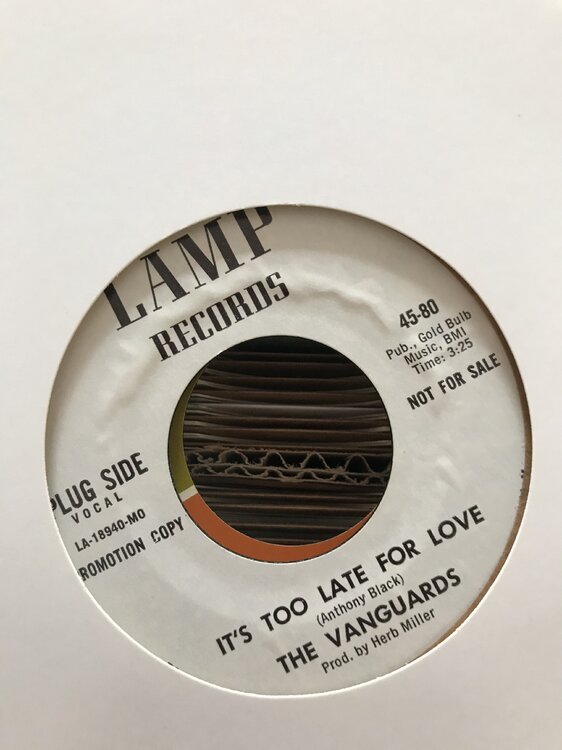 LAMP
RECORDS
45-80
Pub., Gold Bulb
Music, BMI
Time: 3:25
NOT FOR SALE
PLUG SIDE
VOCAL
LA-18940-MO
PROMOTION COPY
IT'S TOO LATE FOR LOVE
(Anthony Black)
THE VANGUARDS
Prod. by Herb Miller